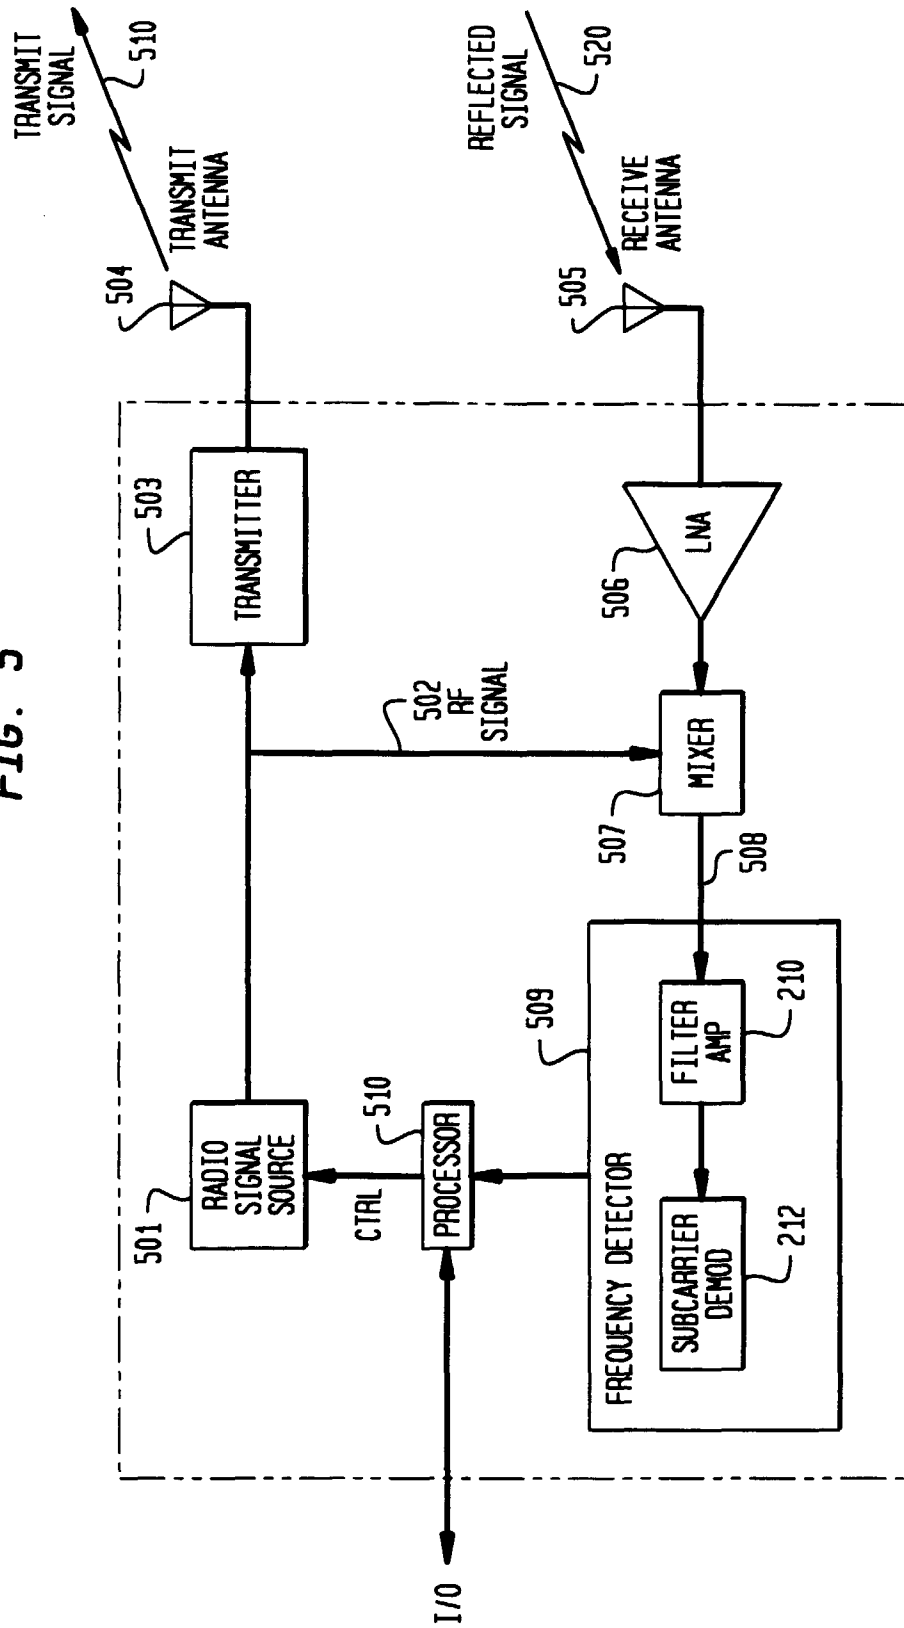 FIG. 5
TRANSMIT
SIGNAL
510
TRANSMIT
ANTENNA
504
503
TRANSMITTER
501
RADIO
SIGNAL
SOURCE
CTRL
510
PROCESSOR
I/O
502
RF
SIGNAL
REFLECTED
SIGNAL
520
RECEIVE
ANTENNA
505
506
LNA
507
MIXER
508
509
FREQUENCY DETECTOR
FILTER
AMP
210
SUBCARRIER
DEMOD
212